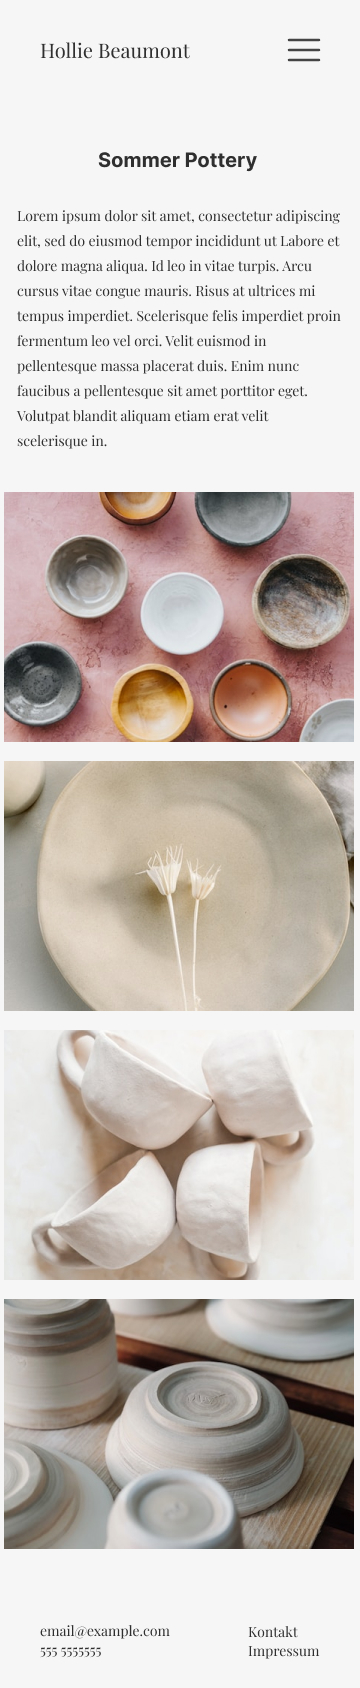 Hollie Beaumont
Sommer Pottery
Lorem ipsum dolor sit amet, consectetur adipiscing
elit, sed do eiusmod tempor incididunt ut Labore et
dolore magna aliqua. Id leo in vitae turpis. Arcu
cursus vitae congue mauris. Risus at ultrices mi
tempus imperdiet. Scelerisque felis imperdiet proin
fermentum leo vel orci. Velit euismod in
pellentesque massa placerat duis. Enim nunc
faucibus a pellentesque sit amet porttitor eget.
Volutpat blandit aliquam etiam erat velit
scelerisque in.
email@example.com
555 5555555
Kontakt
Impressum